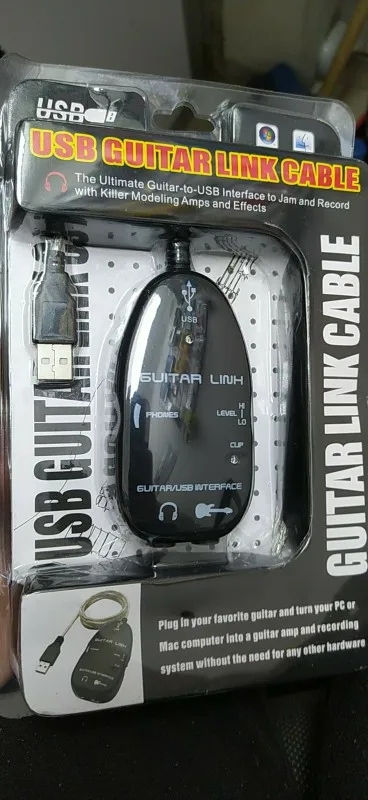 USB
USB GUITAR LINK CABLE
The Ultimate Guitar-to-USB Interface to Jam and Record
with Killer Modeling Amps and Effects
USB
GUITAR LINK
PHONES
HI
LEVEL
LO
CLIP
GUITAR/USB INTERFACE
USB GUITAR LINK
GUITAR LINK CABLE
GUITAR LINK
Plug in your favorite guitar and turn your PC or
Mac computer into a guitar amp and recording
system without the need for any other hardware